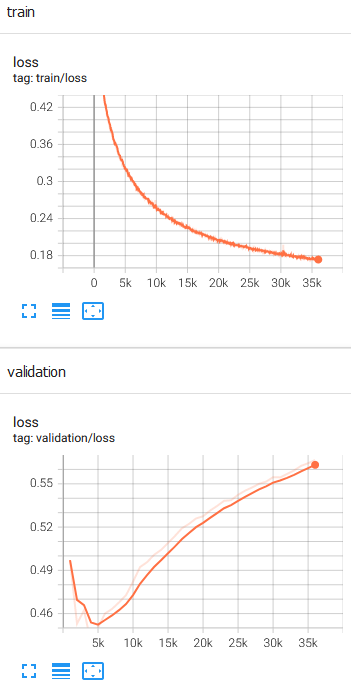 train
loss
tag: train/loss
0.42
0.36
0.3
0.24
0.18
0 5k 10k 15k 20k 25k 30k 35k
validation
loss
tag: validation/loss
0.55
0.52
0.49
0.46
5k 10k 15k 20k 25k 30k 35k